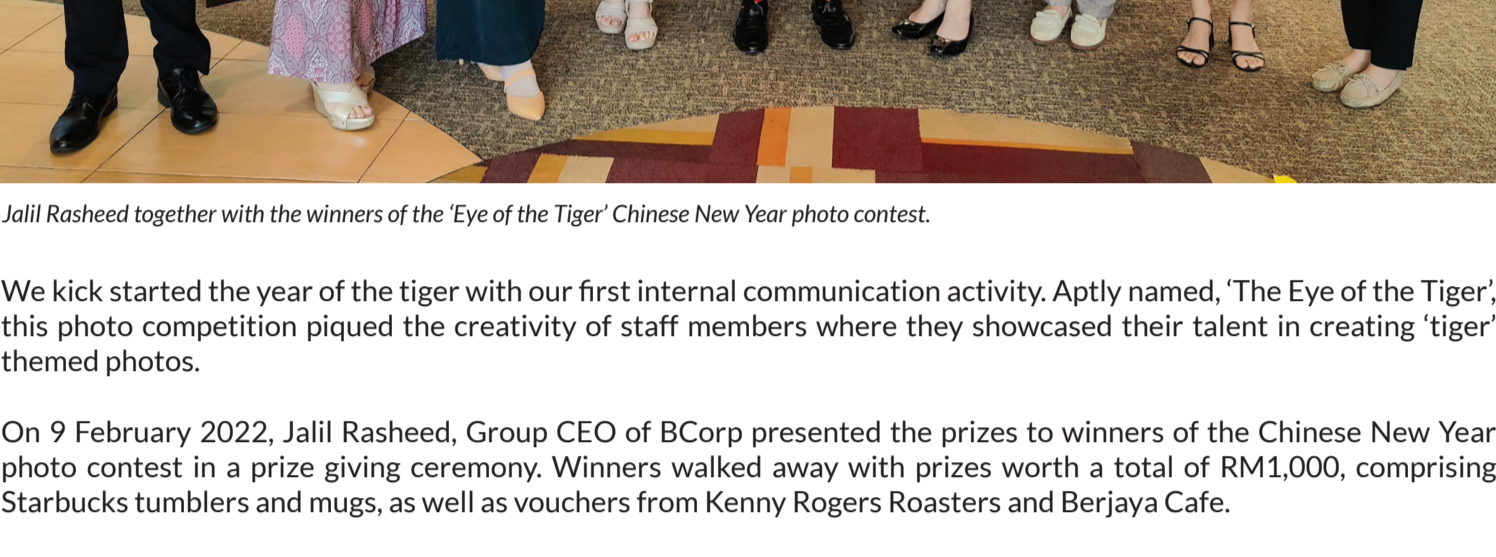 Jalil Rasheed together with the winners of the ‘Eye of the Tiger’ Chinese New Year photo contest.
We kick started the year of the tiger with our first internal communication activity. Aptly named, ‘The Eye of the Tiger’,
this photo competition piqued the creativity of staff members where they showcased their talent in creating ‘tiger’
themed photos.
On 9 February 2022, Jalil Rasheed, Group CEO of BCorp presented the prizes to winners of the Chinese New Year
photo contest in a prize giving ceremony. Winners walked away with prizes worth a total of RM1,000, comprising
Starbucks tumblers and mugs, as well as vouchers from Kenny Rogers Roasters and Berjaya Cafe.